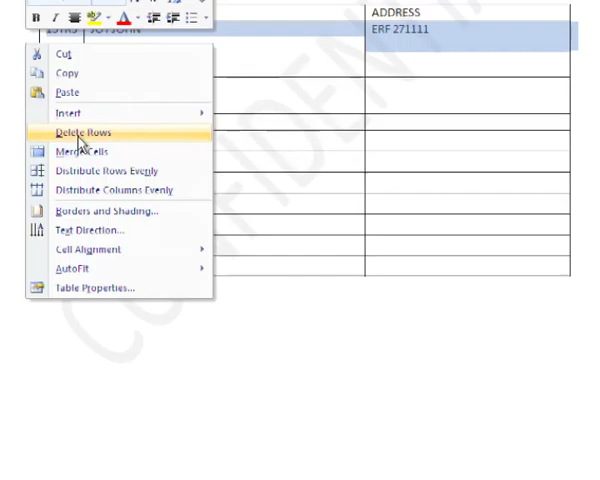 B I
ADDRESS
ERF 271111
Cut
Copy
Paste
Insert
Delete Rows
Merge Cells
Distribute Rows Evenly
Distribute Columns Evenly
Borders and Shading...
Text Direction...
Cell Alignment
AutoFit
Table Properties...
CONFIDENTIAL